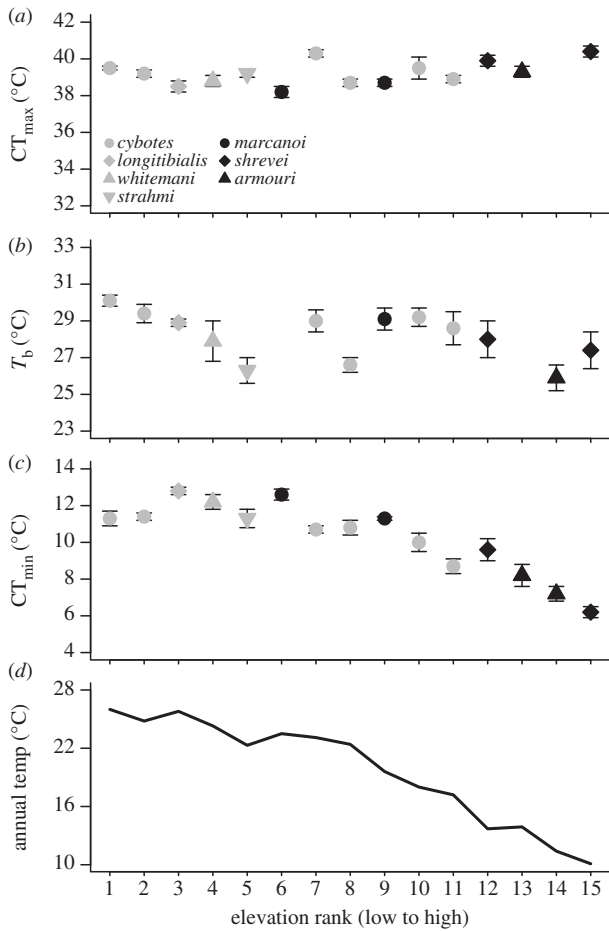 (a)
CTmax (°C)
42
40
38
36
34
32
cybotes
longitibialis
whitemani
strahmi
marcanoi
shrevei
armouri
(b)
Tb (°C)
33
31
29
27
25
23
(c)
CTmin (°C)
14
12
10
8
6
4
(d)
annual temp (°C)
28
22
16
10
1 2 3 4 5 6 7 8 9 10 11 12 13 14 15
elevation rank (low to high)